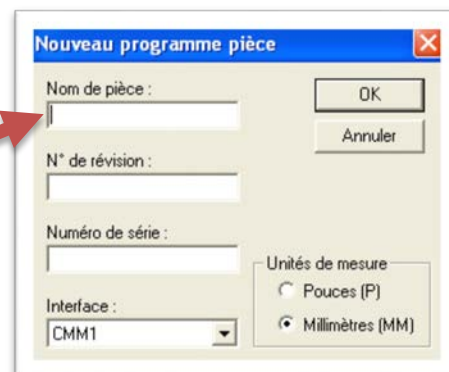 Nouveau programme pièce
Nom de pièce :
OK
Annuler
N° de révision :
Numéro de série :
Unités de mesure
Pouces (P)
Interface :
Millimètres (MM)
CMM1